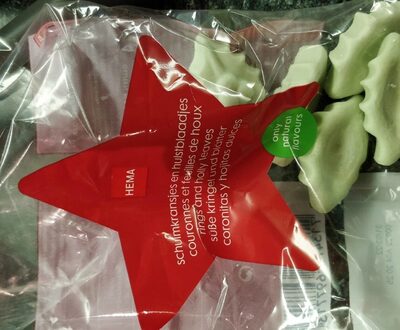 HEMA
schuimkransjes en hulstblaadjes
couronnes et feuilles de houx
rings and holly leaves
süße kringel und blätter
coronitas y hojitas dulces
only
natural
flavours